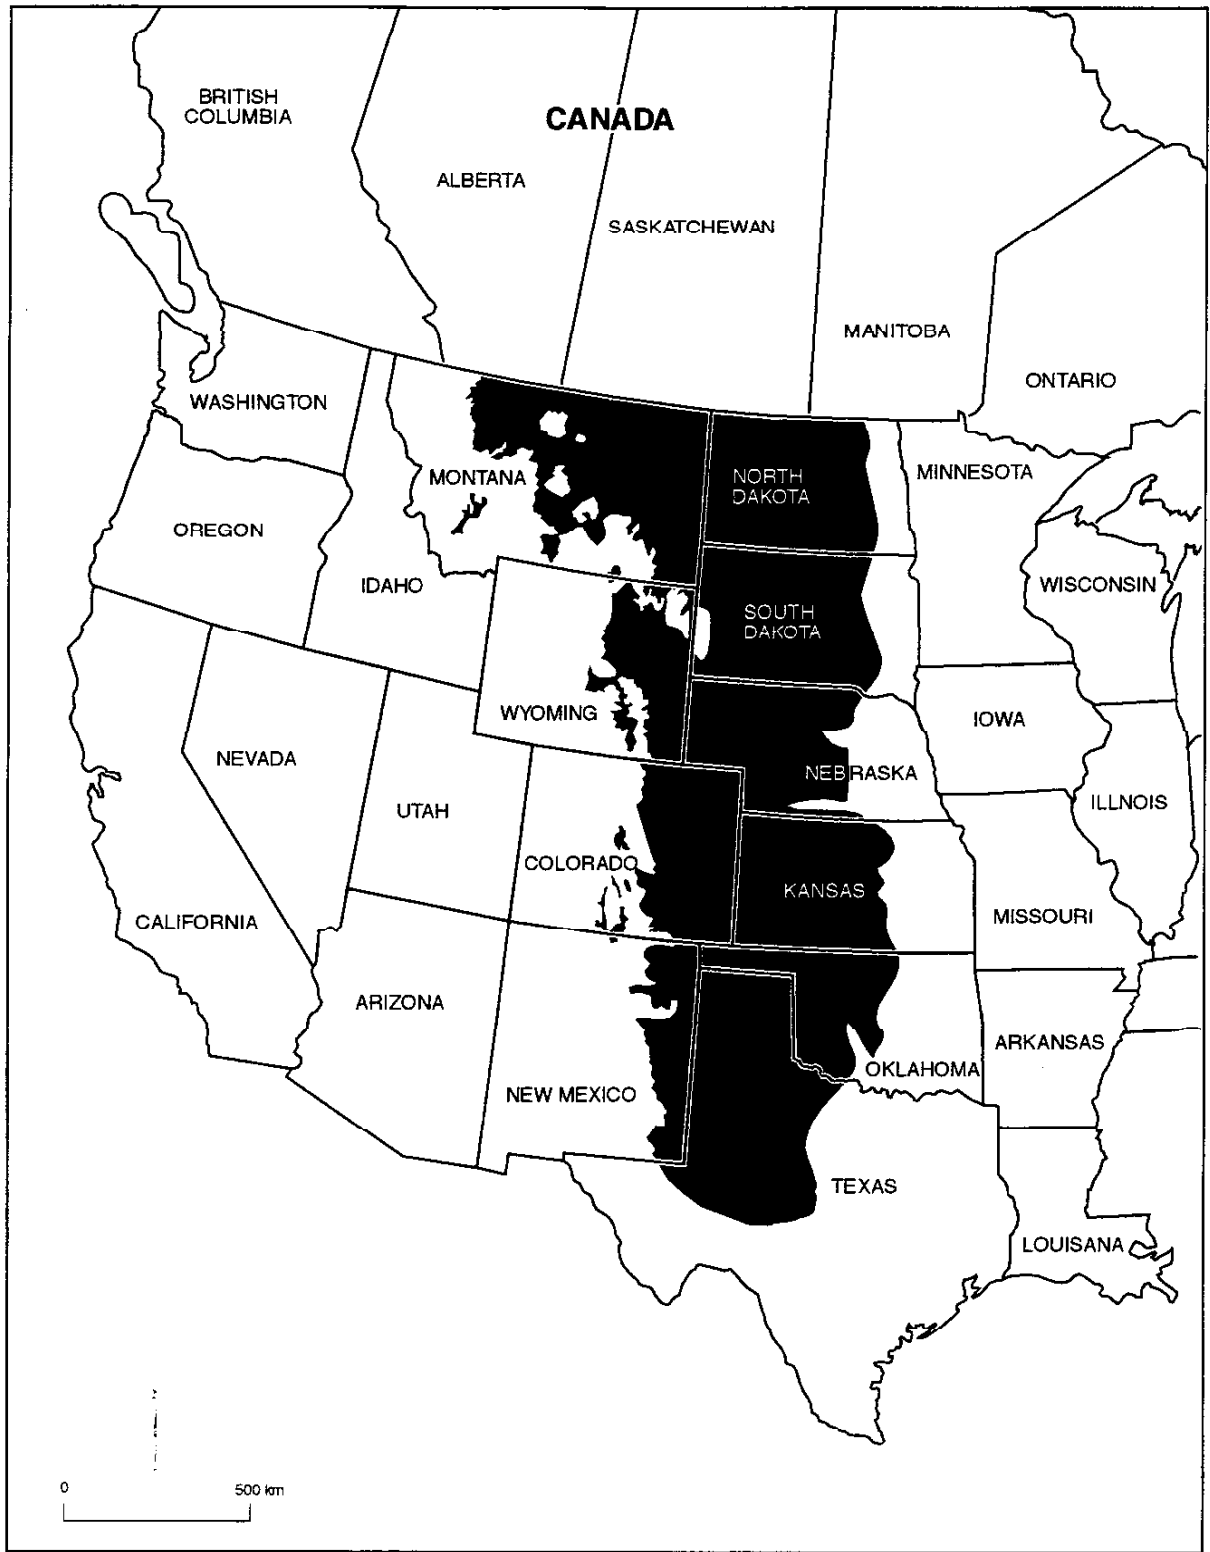 BRITISH
COLUMBIA
CANADA
ALBERTA
SASKATCHEWAN
MANITOBA
ONTARIO
WASHINGTON
MONTANA
NORTH
DAKOTA
MINNESOTA
OREGON
IDAHO
SOUTH
DAKOTA
WISCONSIN
WYOMING
IOWA
NEVADA
NEBRASKA
UTAH
ILLNOIS
COLORADO
KANSAS
CALIFORNIA
MISSOURI
ARIZONA
ARKANSAS
OKLAHOMA
NEW MEXICO
TEXAS
LOUISANA
0 500 km